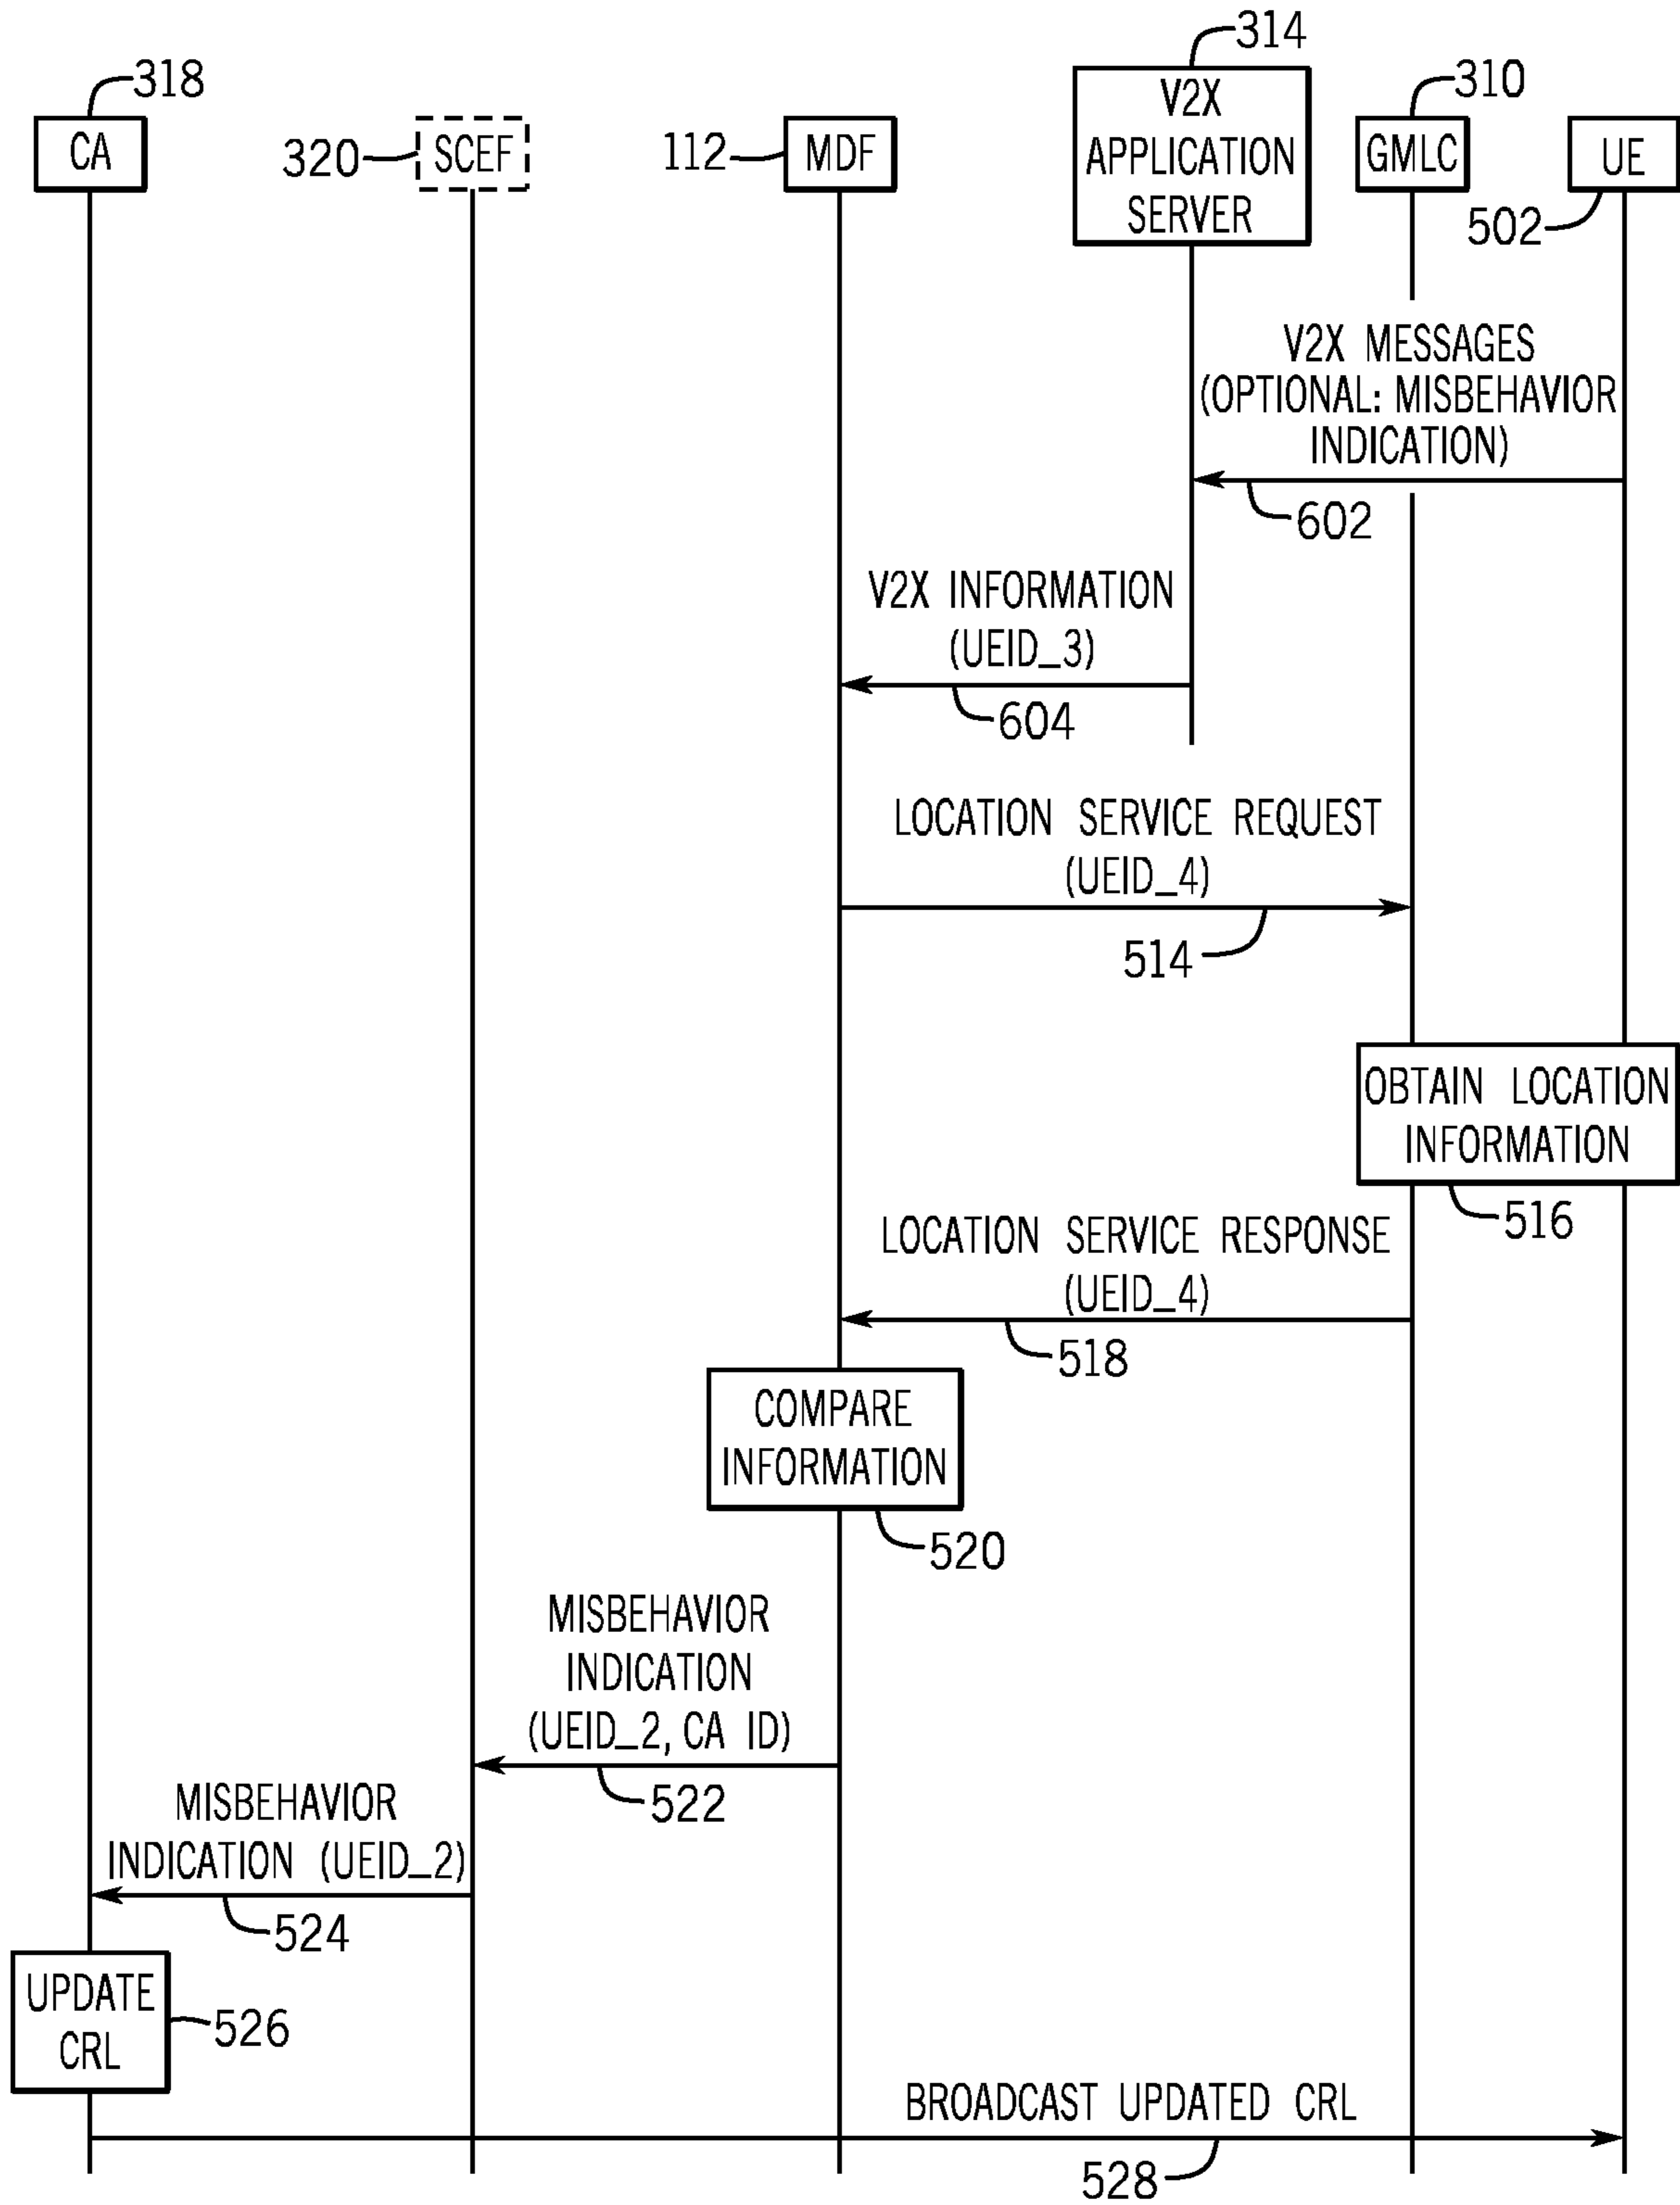 314
318
310
V2X
APPLICATION
SERVER
CA
320
SCEF
112
MDF
GMLC
UE
502
V2X MESSAGES
(OPTIONAL: MISBEHAVIOR
INDICATION)
602
V2X INFORMATION
(UEID_3)
604
LOCATION SERVICE REQUEST
(UEID_4)
514
OBTAIN LOCATION
INFORMATION
516
LOCATION SERVICE RESPONSE
(UEID_4)
518
COMPARE
INFORMATION
520
MISBEHAVIOR
INDICATION
(UEID_2, CA ID)
522
MISBEHAVIOR
INDICATION (UEID_2)
524
UPDATE
CRL
526
BROADCAST UPDATED CRL
528